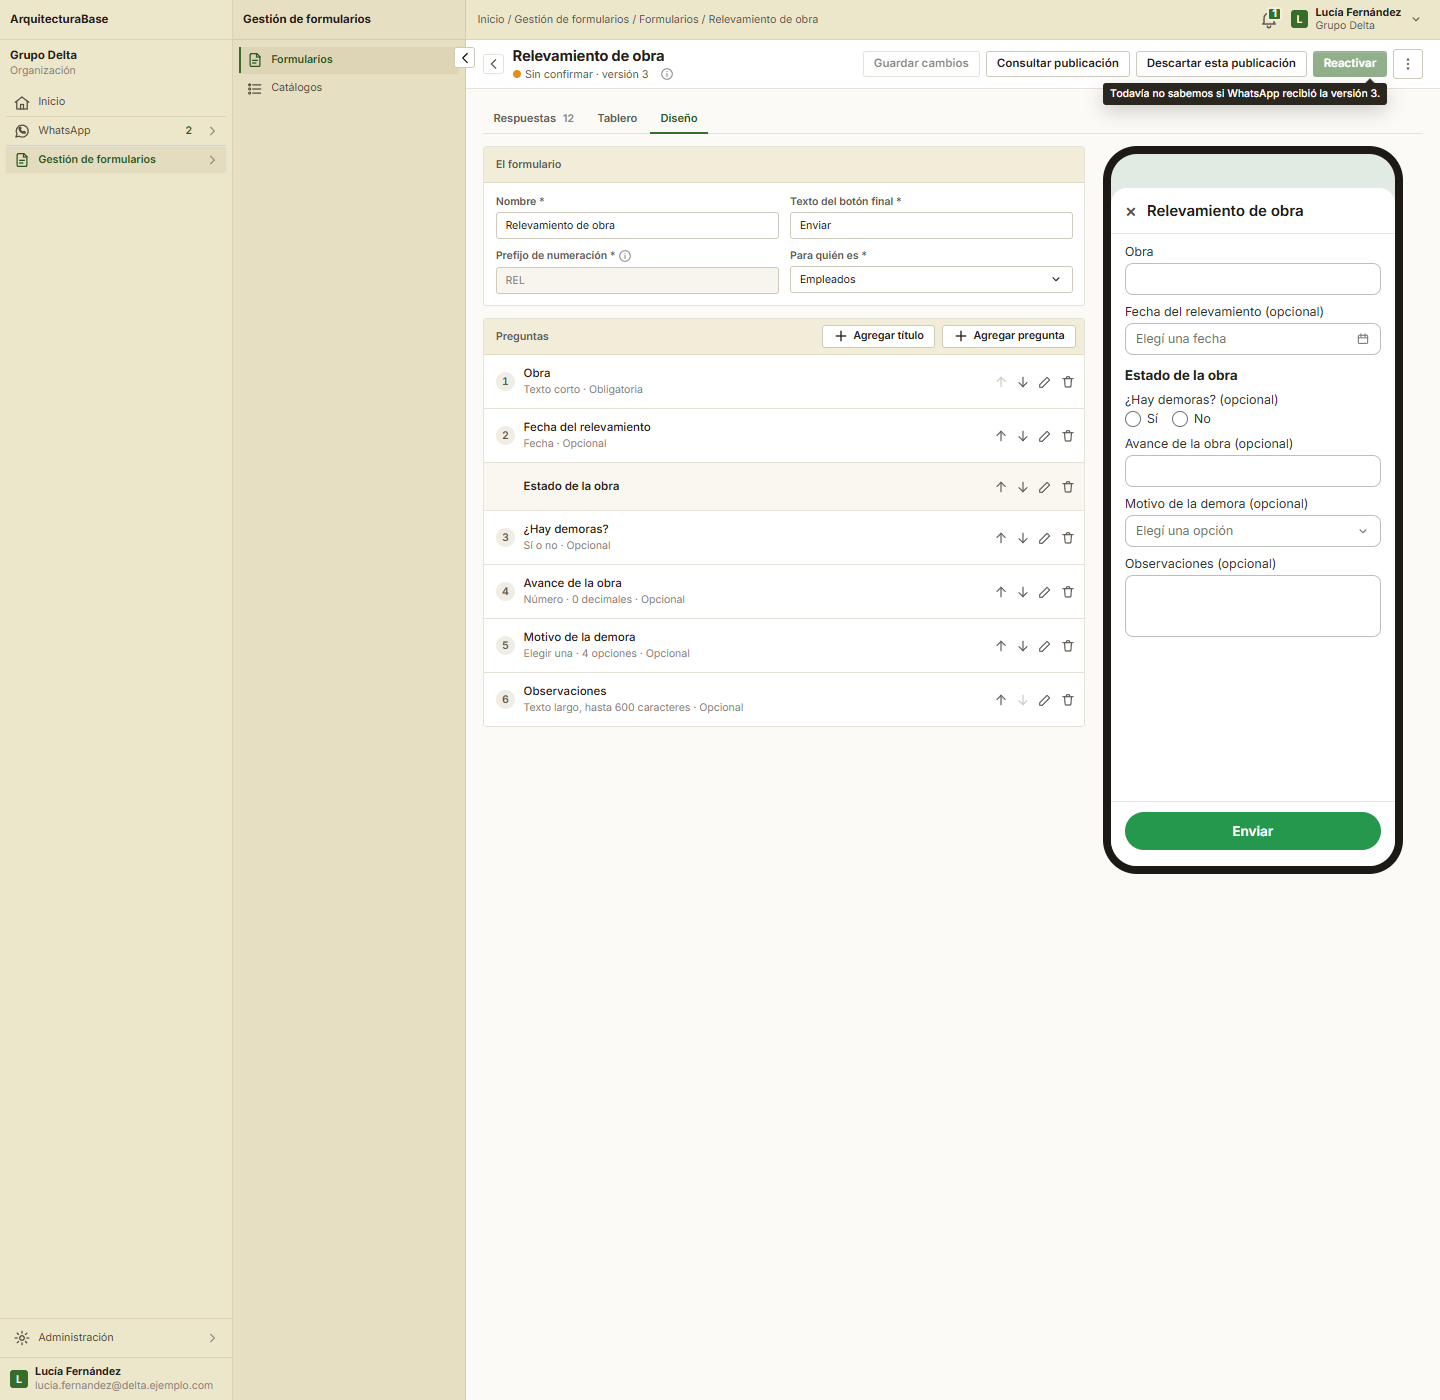 ArquitecturaBase
Grupo Delta
Organización
Inicio
WhatsApp 2
Gestión de formularios
Administración
L Lucía Fernández
lucia.fernandez@delta.ejemplo.com
Gestión de formularios
Formularios
Catálogos
Inicio / Gestión de formularios / Formularios / Relevamiento de obra
1
L Lucía Fernández
Grupo Delta
Relevamiento de obra
Sin confirmar · versión 3
Guardar cambios
Consultar publicación
Descartar esta publicación
Reactivar
Todavía no sabemos si WhatsApp recibió la versión 3.
Respuestas 12
Tablero
Diseño
El formulario
Nombre *
Relevamiento de obra
Texto del botón final *
Enviar
Prefijo de numeración *
REL
Para quién es *
Empleados
Preguntas
Agregar título
Agregar pregunta
1 Obra
Texto corto · Obligatoria
2 Fecha del relevamiento
Fecha · Opcional
Estado de la obra
3 ¿Hay demoras?
Sí o no · Opcional
4 Avance de la obra
Número · 0 decimales · Opcional
5 Motivo de la demora
Elegir una · 4 opciones · Opcional
6 Observaciones
Texto largo, hasta 600 caracteres · Opcional
Relevamiento de obra
Obra
Fecha del relevamiento (opcional)
Elegí una fecha
Estado de la obra
¿Hay demoras? (opcional)
Sí No
Avance de la obra (opcional)
Motivo de la demora (opcional)
Elegí una opción
Observaciones (opcional)
Enviar